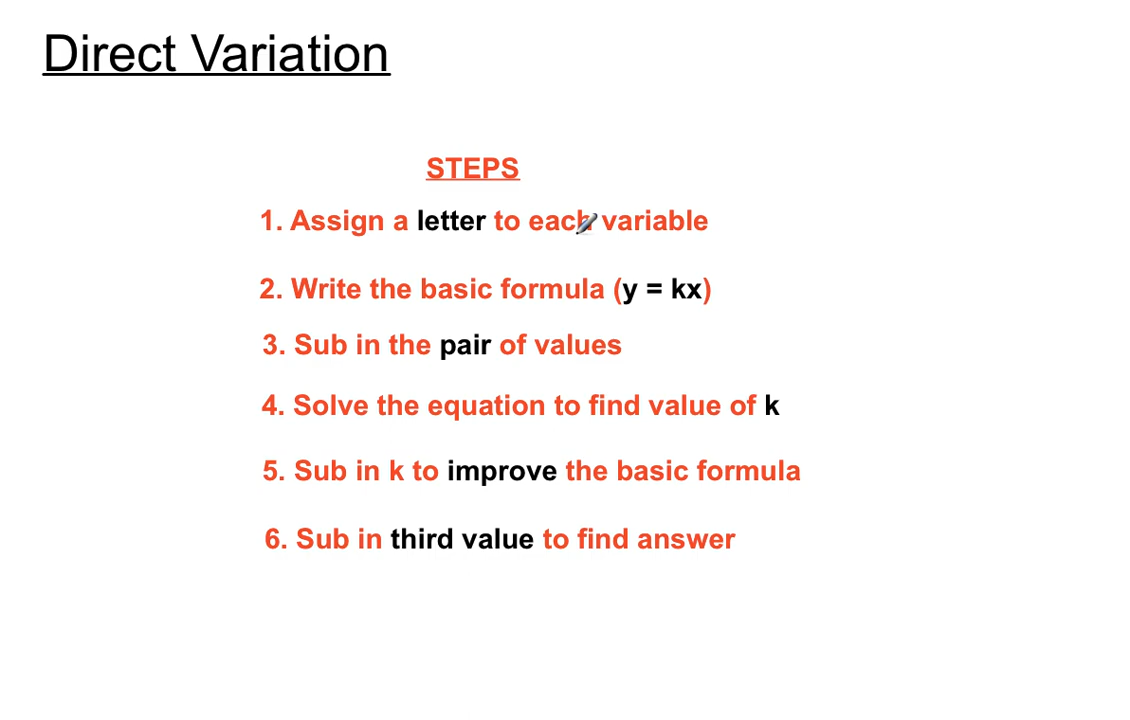 Direct Variation
STEPS
1. Assign a letter to each variable
2. Write the basic formula (y = kx)
3. Sub in the pair of values
4. Solve the equation to find value of k
5. Sub in k to improve the basic formula
6. Sub in third value to find answer